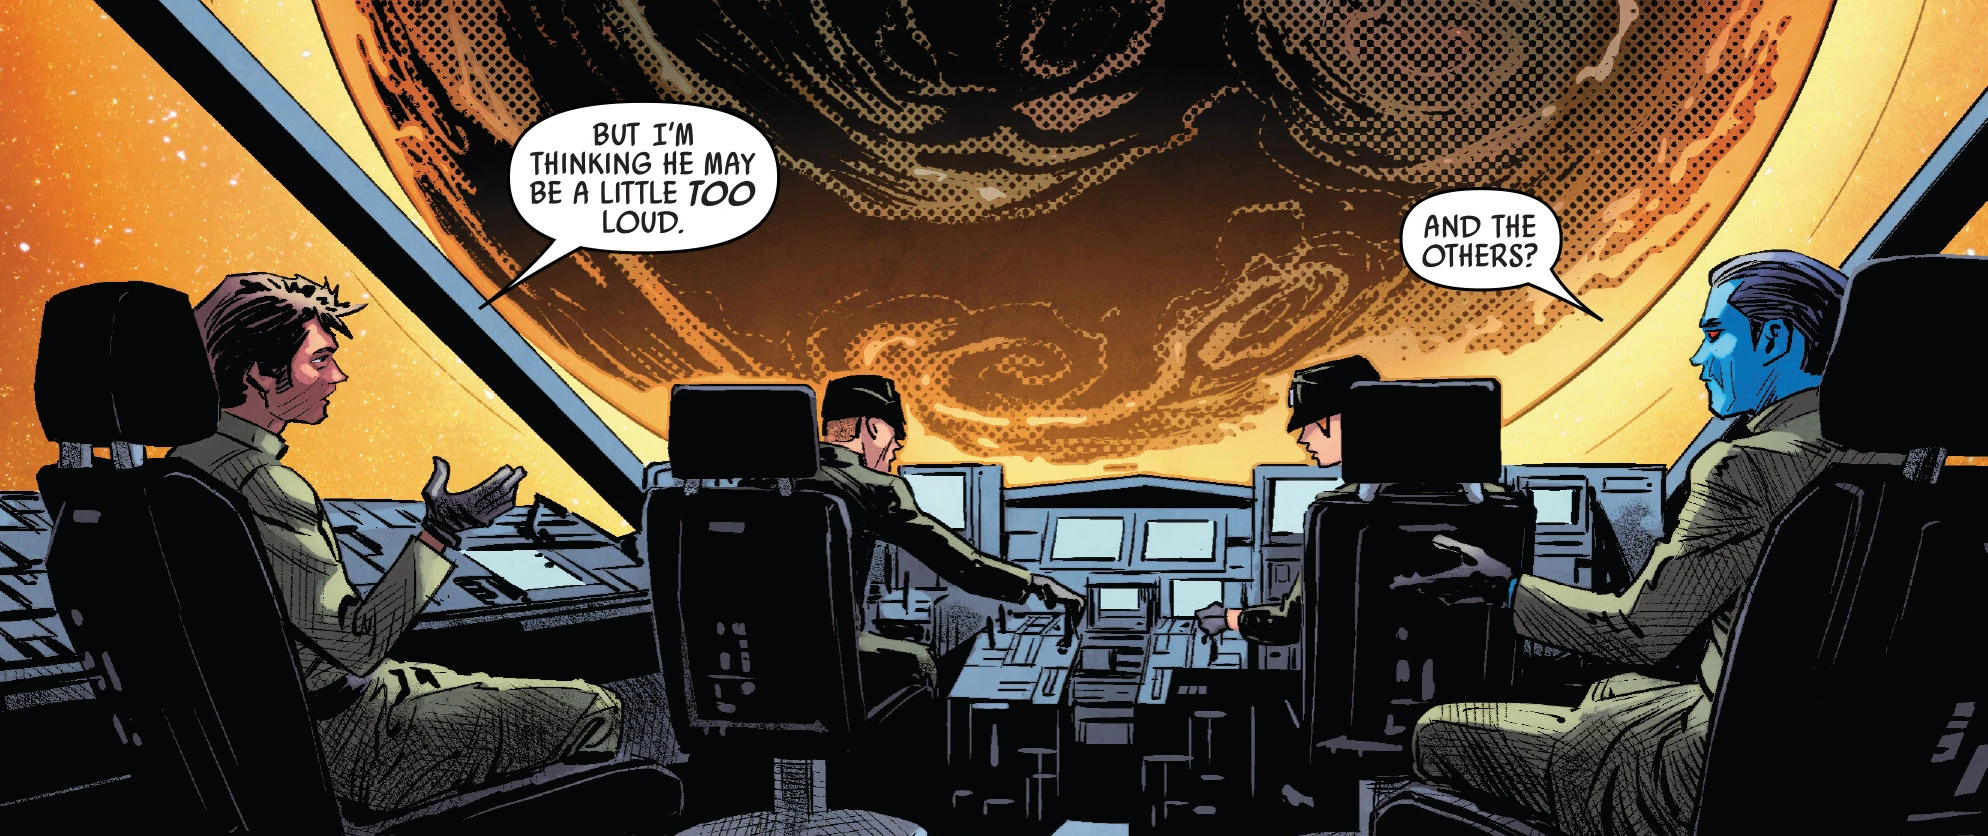 BUT I'M
THINKING HE MAY
BE A LITTLE TOO
LOUD.
AND THE
OTHERS?